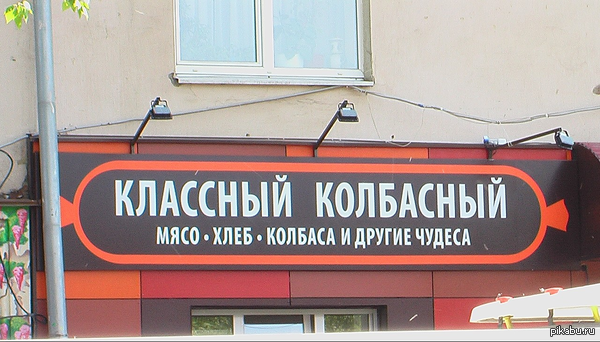 КЛАССНЫЙ КОЛБАСНЫЙ
МЯСО • ХЛЕБ • КОЛБАСА И ДРУГИЕ ЧУДЕСА
pikabu.ru